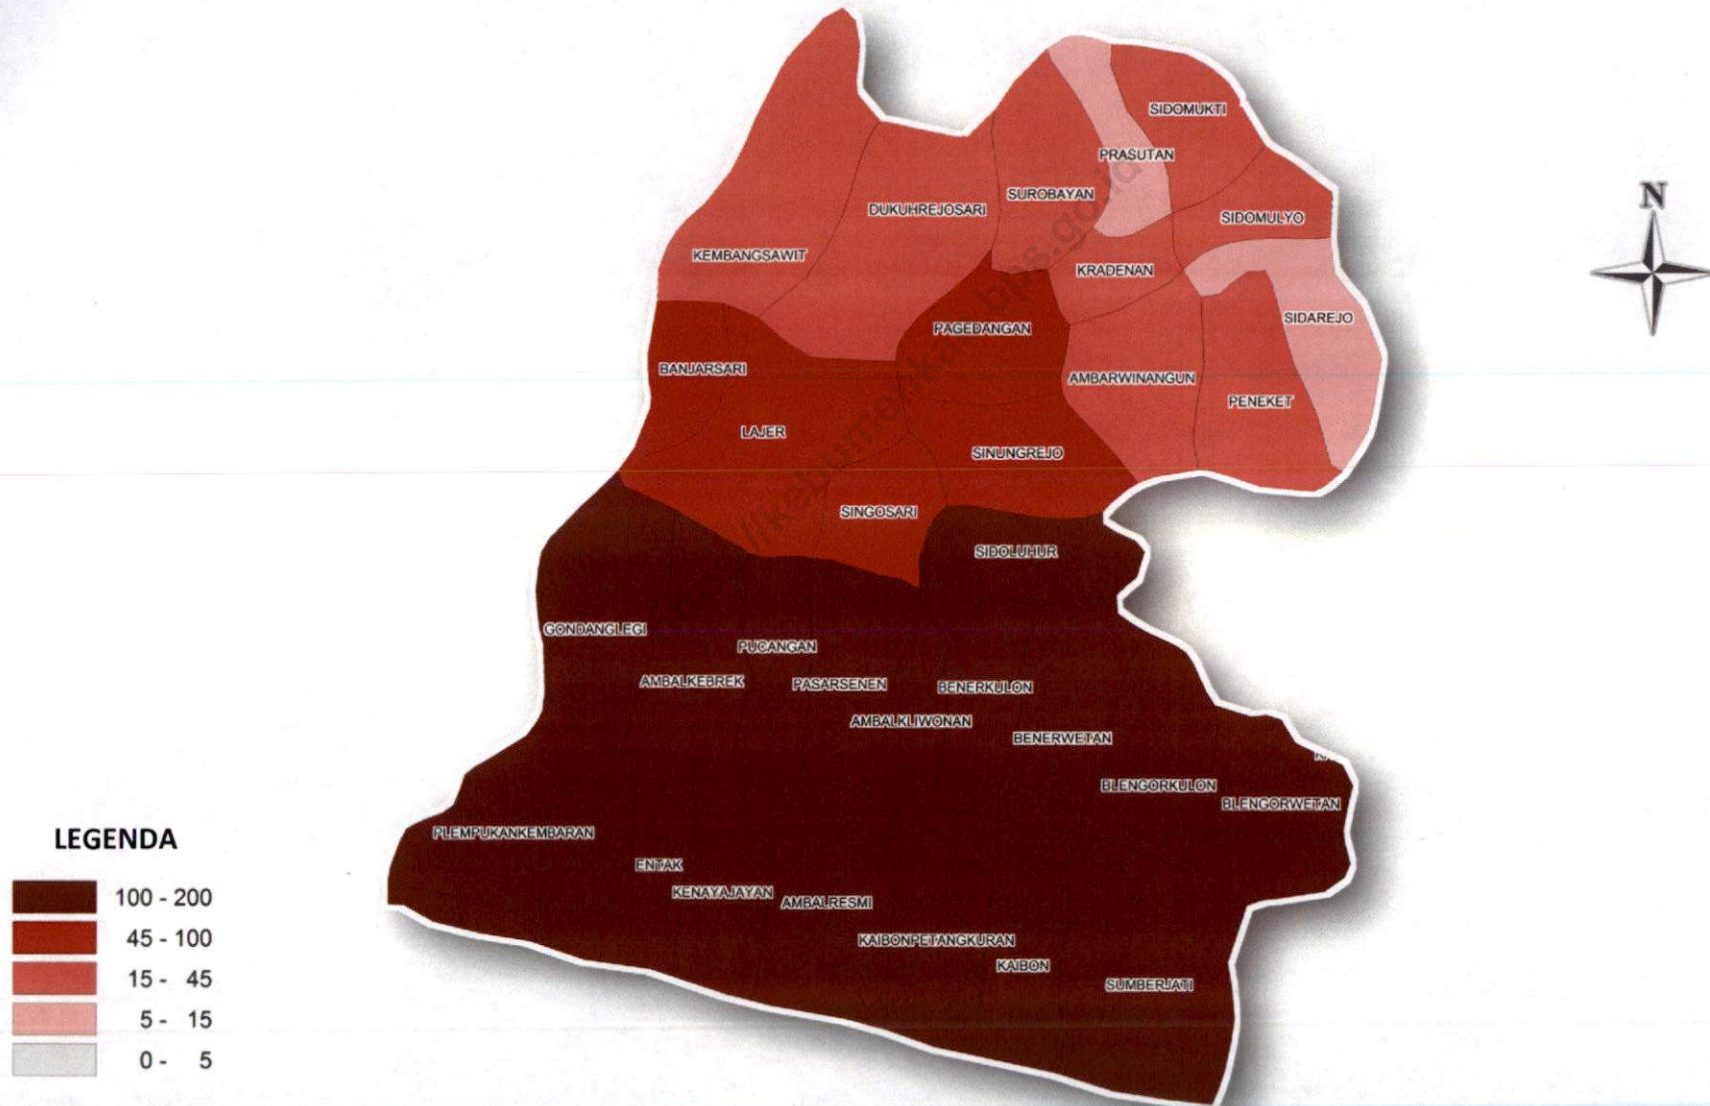 SIDOMUKTI
PRASUTAN
SUROBAYAN
N
DUKUHREJOSARI
SIDOMULYO
KEMBANGSAWIT
KRADENAN
SIDAREJO
PAGEDANGAN
BANJARSARI
AMBARWINANGUN
PENEKET
LAJER
SINUNGREJO
SINGOSARI
SIDOLUHUR
GONDANGLEGI
PUCANGAN
AMBALKEBREK
PASARSENEN
BENERKULON
AMBALKLIWONAN
BENERWETAN
BLENGORKULON
BLENGORWETAN
PLEMPUKANKEMBARAN
ENTAK
KENAYAJAYAN
AMBALRESMI
KAIBONPETANGKURAN
KAIBON
SUMBERJATI
LEGENDA
100 - 200
45 - 100
15 - 45
5 - 15
0 - 5